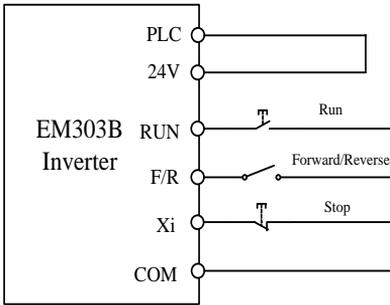 PLC
24V
EM303B
Inverter
RUN
Run
F/R
Forward/Reverse
Xi
Stop
COM